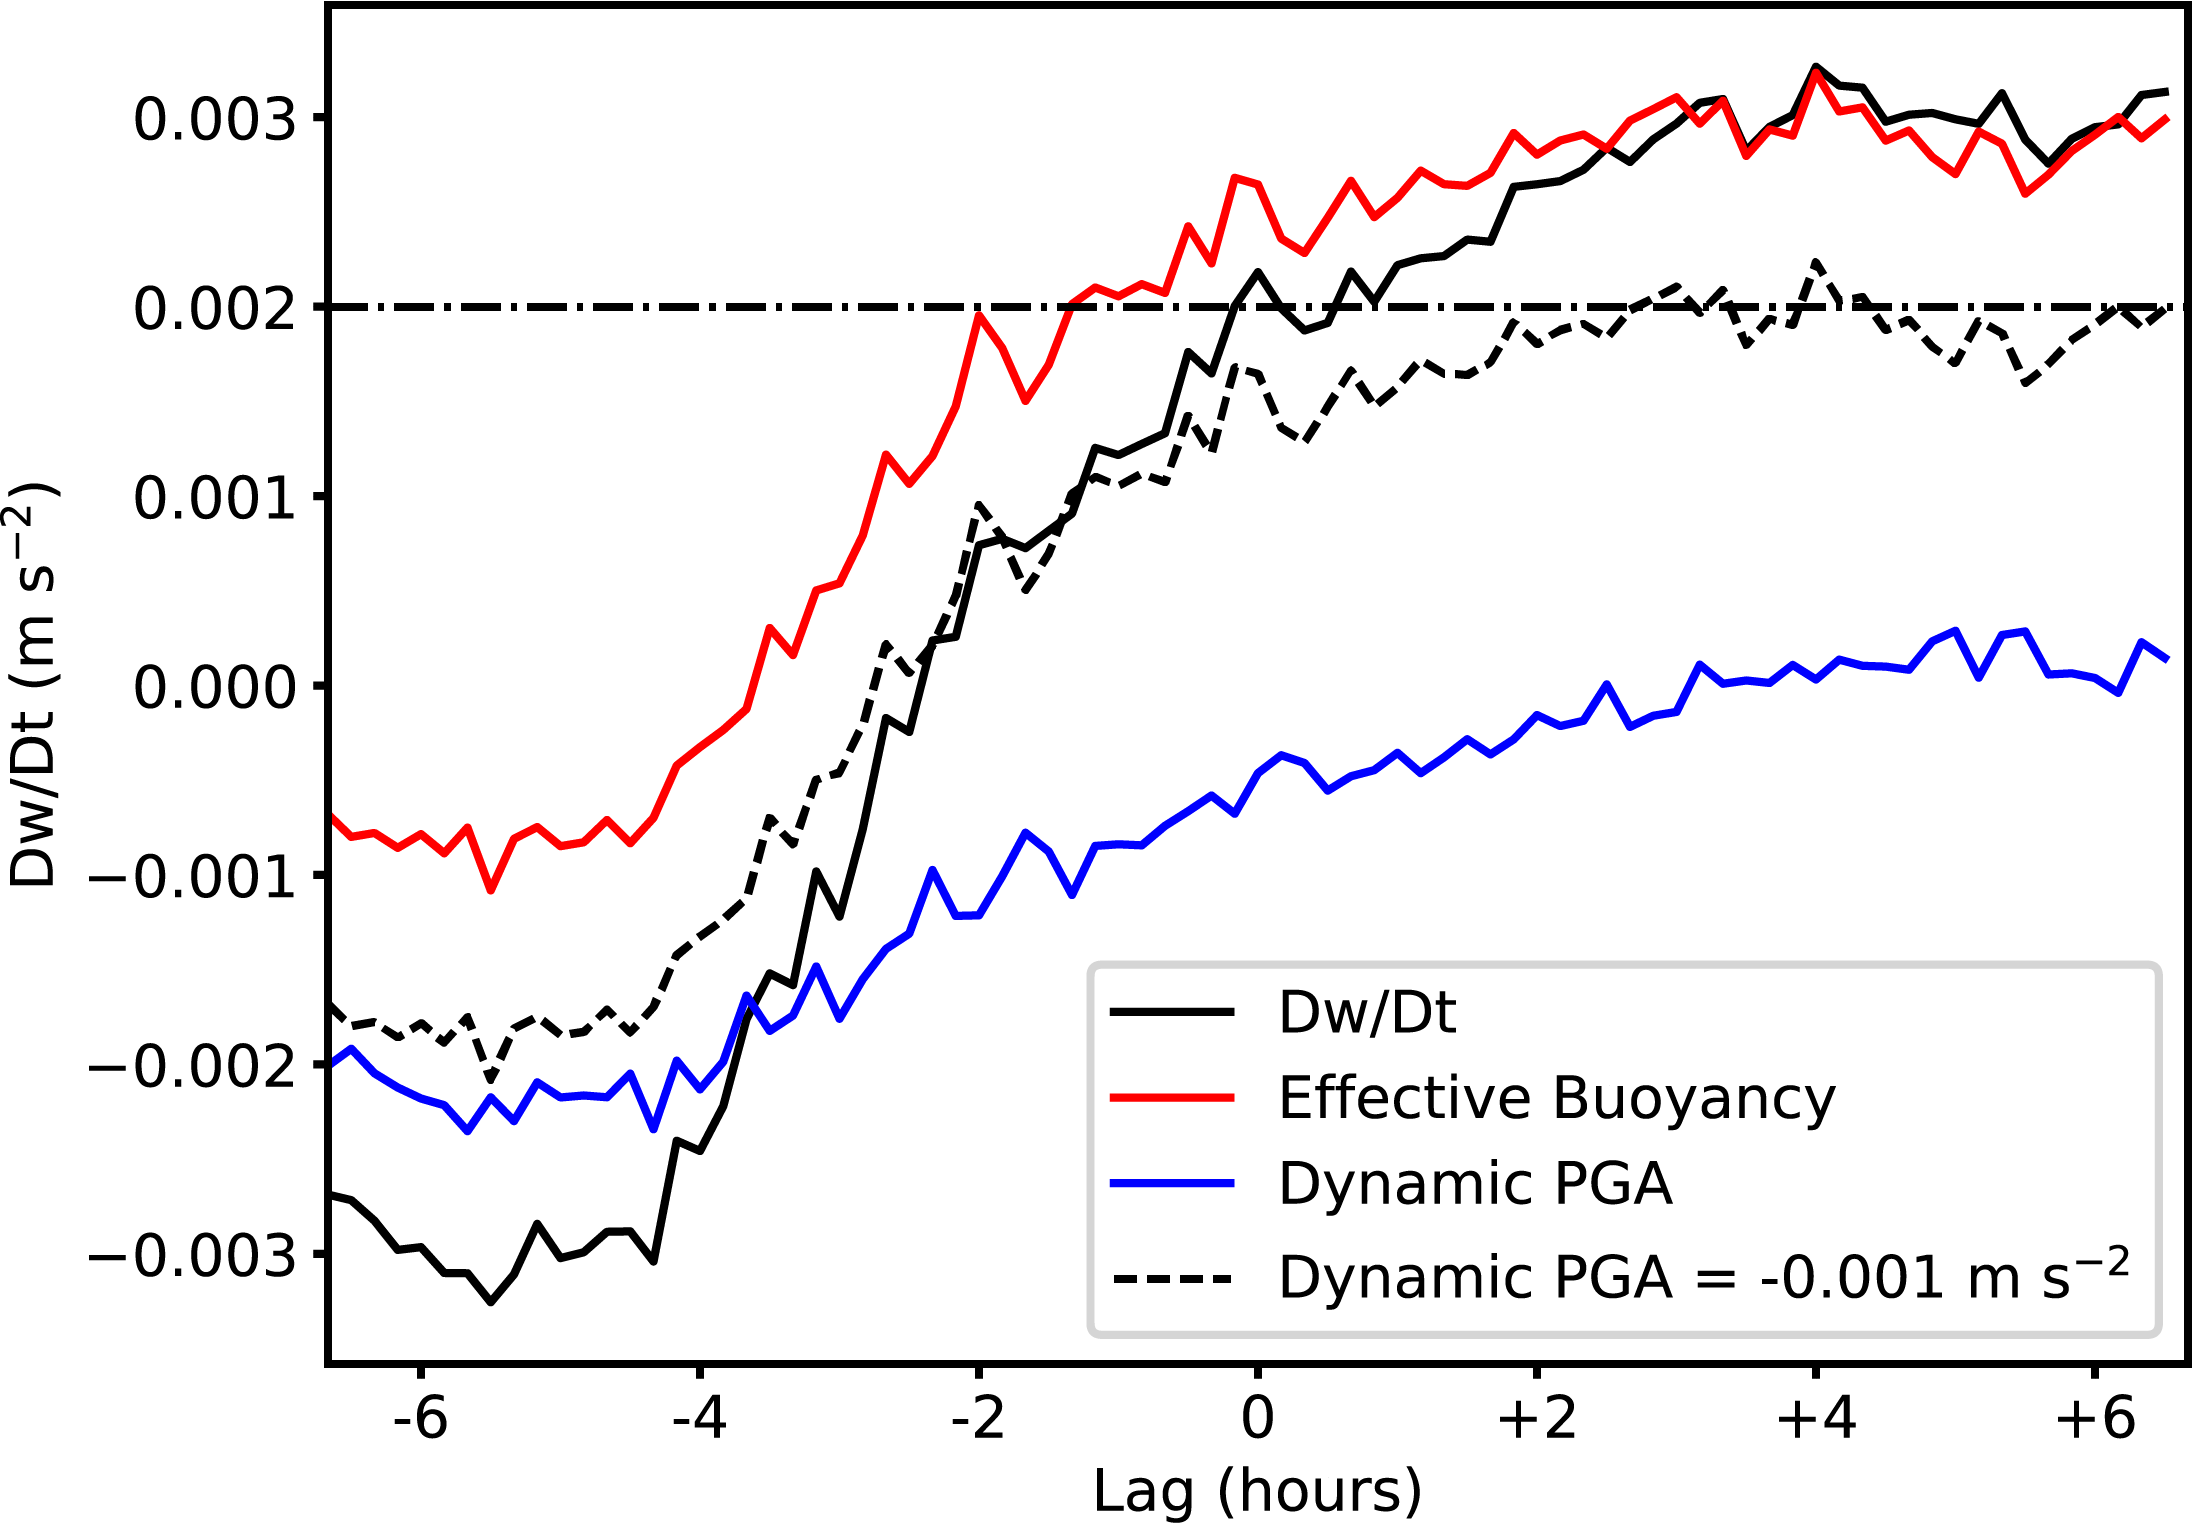 Dw/Dt (m s⁻²)
0.003
0.002
0.001
0.000
−0.001
−0.002
−0.003
Dw/Dt
Effective Buoyancy
Dynamic PGA
Dynamic PGA = -0.001 m s⁻²
-6 -4 -2 0 +2 +4 +6
Lag (hours)